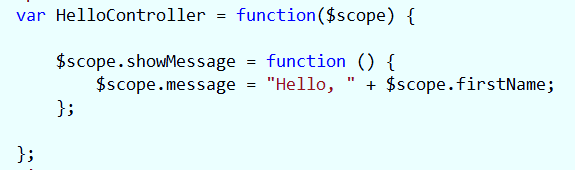 var HelloController = function($scope) {
$scope.showMessage = function () {
$scope.message = "Hello, " + $scope.firstName;
};
};